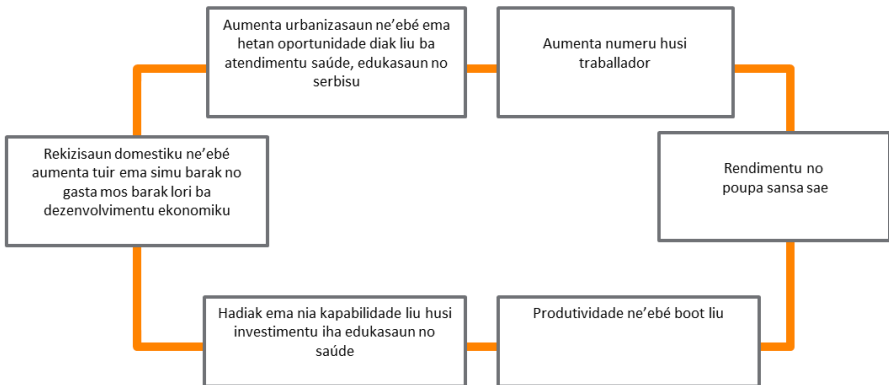 Aumenta urbanizasaun ne'ebé ema
hetan oportunidade diak liu ba
atendimentu saúde, edukasaun no
serbisu
Aumenta numeru husi
traballador
Rekizisaun domestiku ne'ebé
aumenta tuir ema simu barak no
gasta mos barak lori ba
dezenvolvimentu ekonomiku
Rendimentu no
poupa sansa sae
Hadiak ema nia kapabilidade liu husi
investimentu iha edukasaun no
saúde
Produtividade ne'ebé boot liu